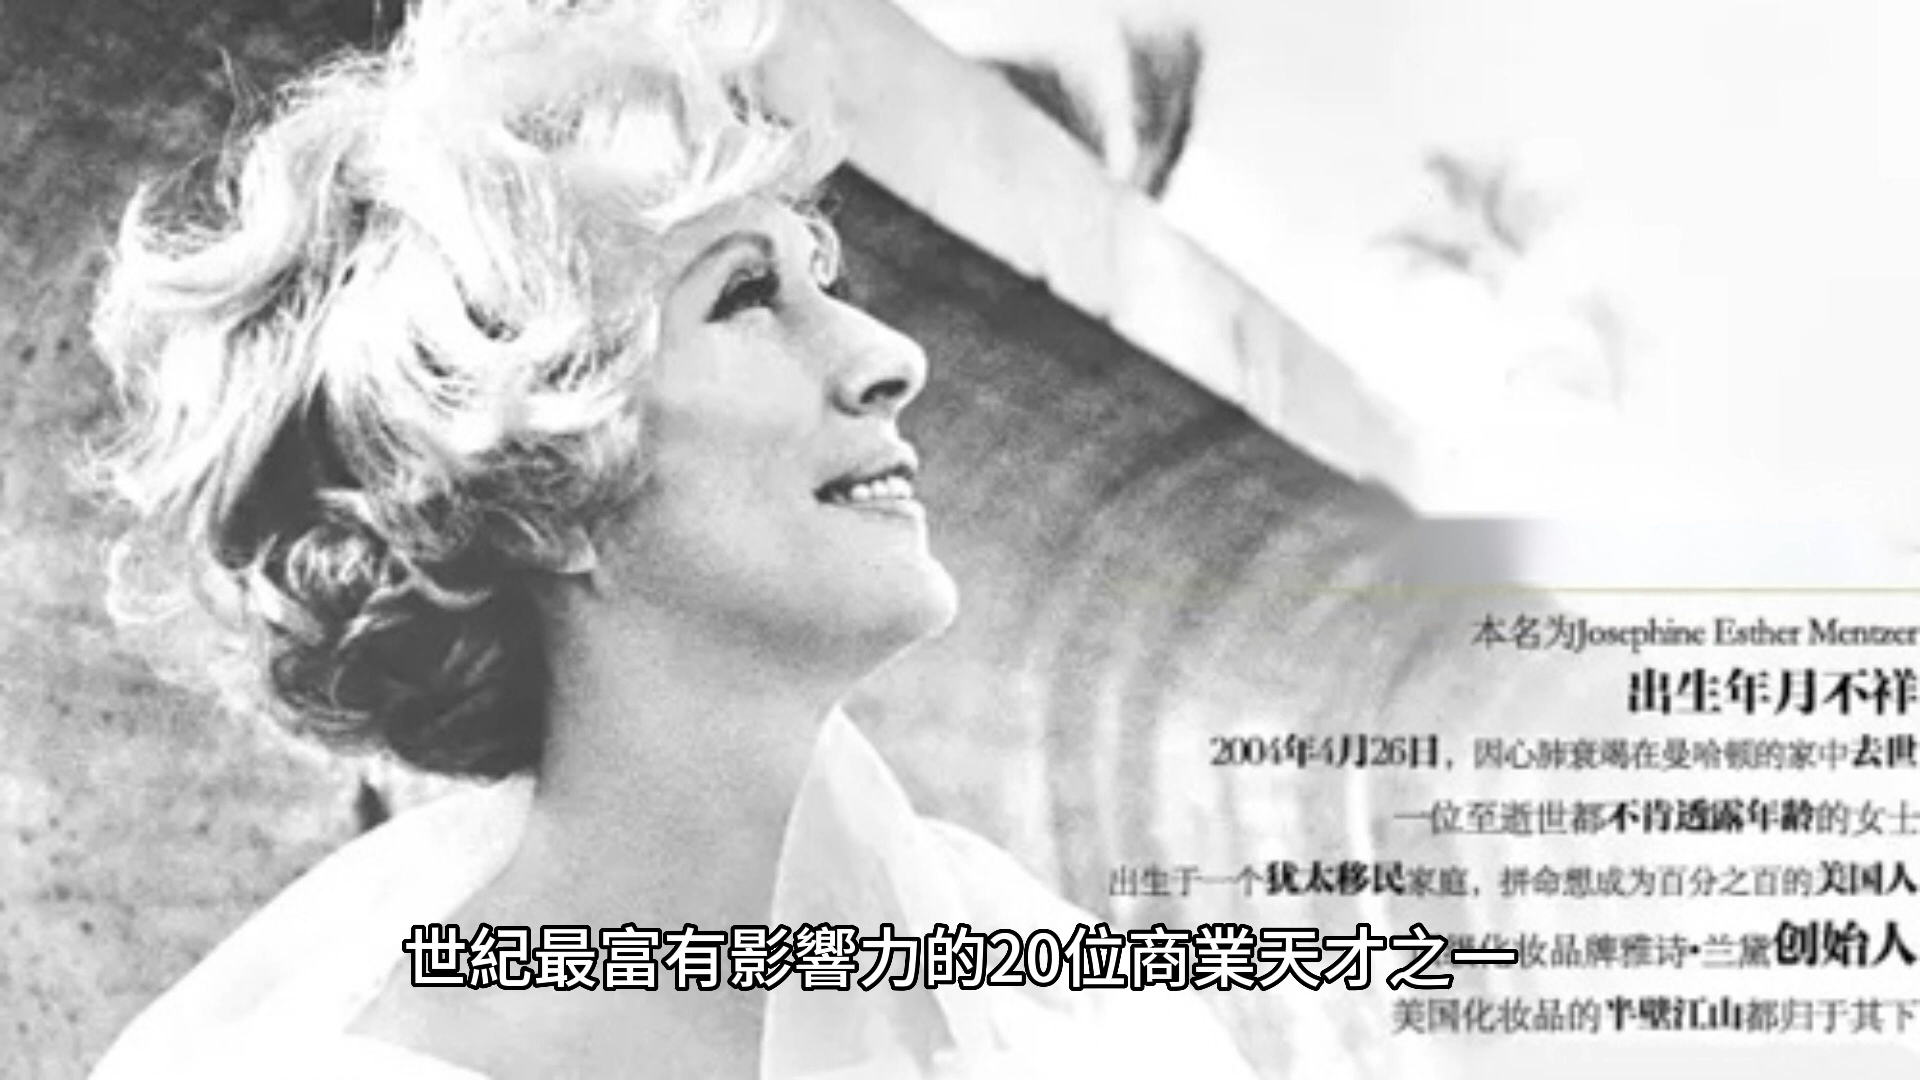 本名为Josephine Esther Mentzer
出生年月不祥
2004年4月26日，因心肺衰竭在曼哈顿的家中去世
一位至逝世都不肯透露年龄的女士
出生于一个犹太移民家庭，拼命想成为百分之百的美国人
化妆品牌雅诗·兰黛创始人
世紀最富有影響力的20位商業天才之一
美国化妆品的半壁江山都归于其下